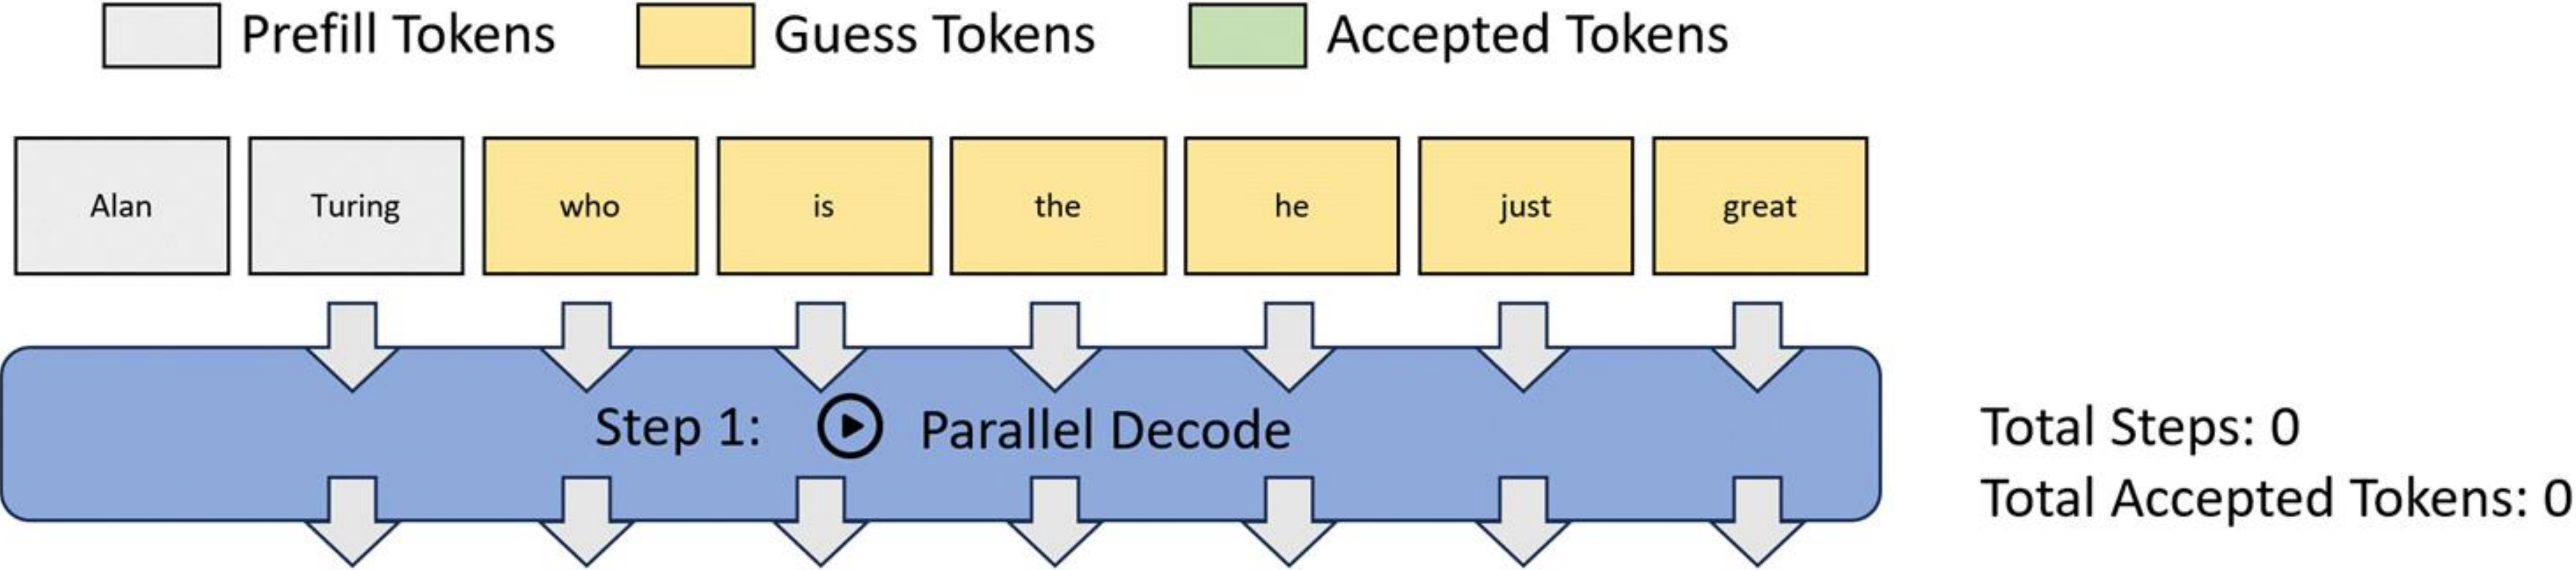 Prefill Tokens Guess Tokens Accepted Tokens
Alan Turing who is the he just great
Step 1: Parallel Decode
Total Steps: 0
Total Accepted Tokens: 0